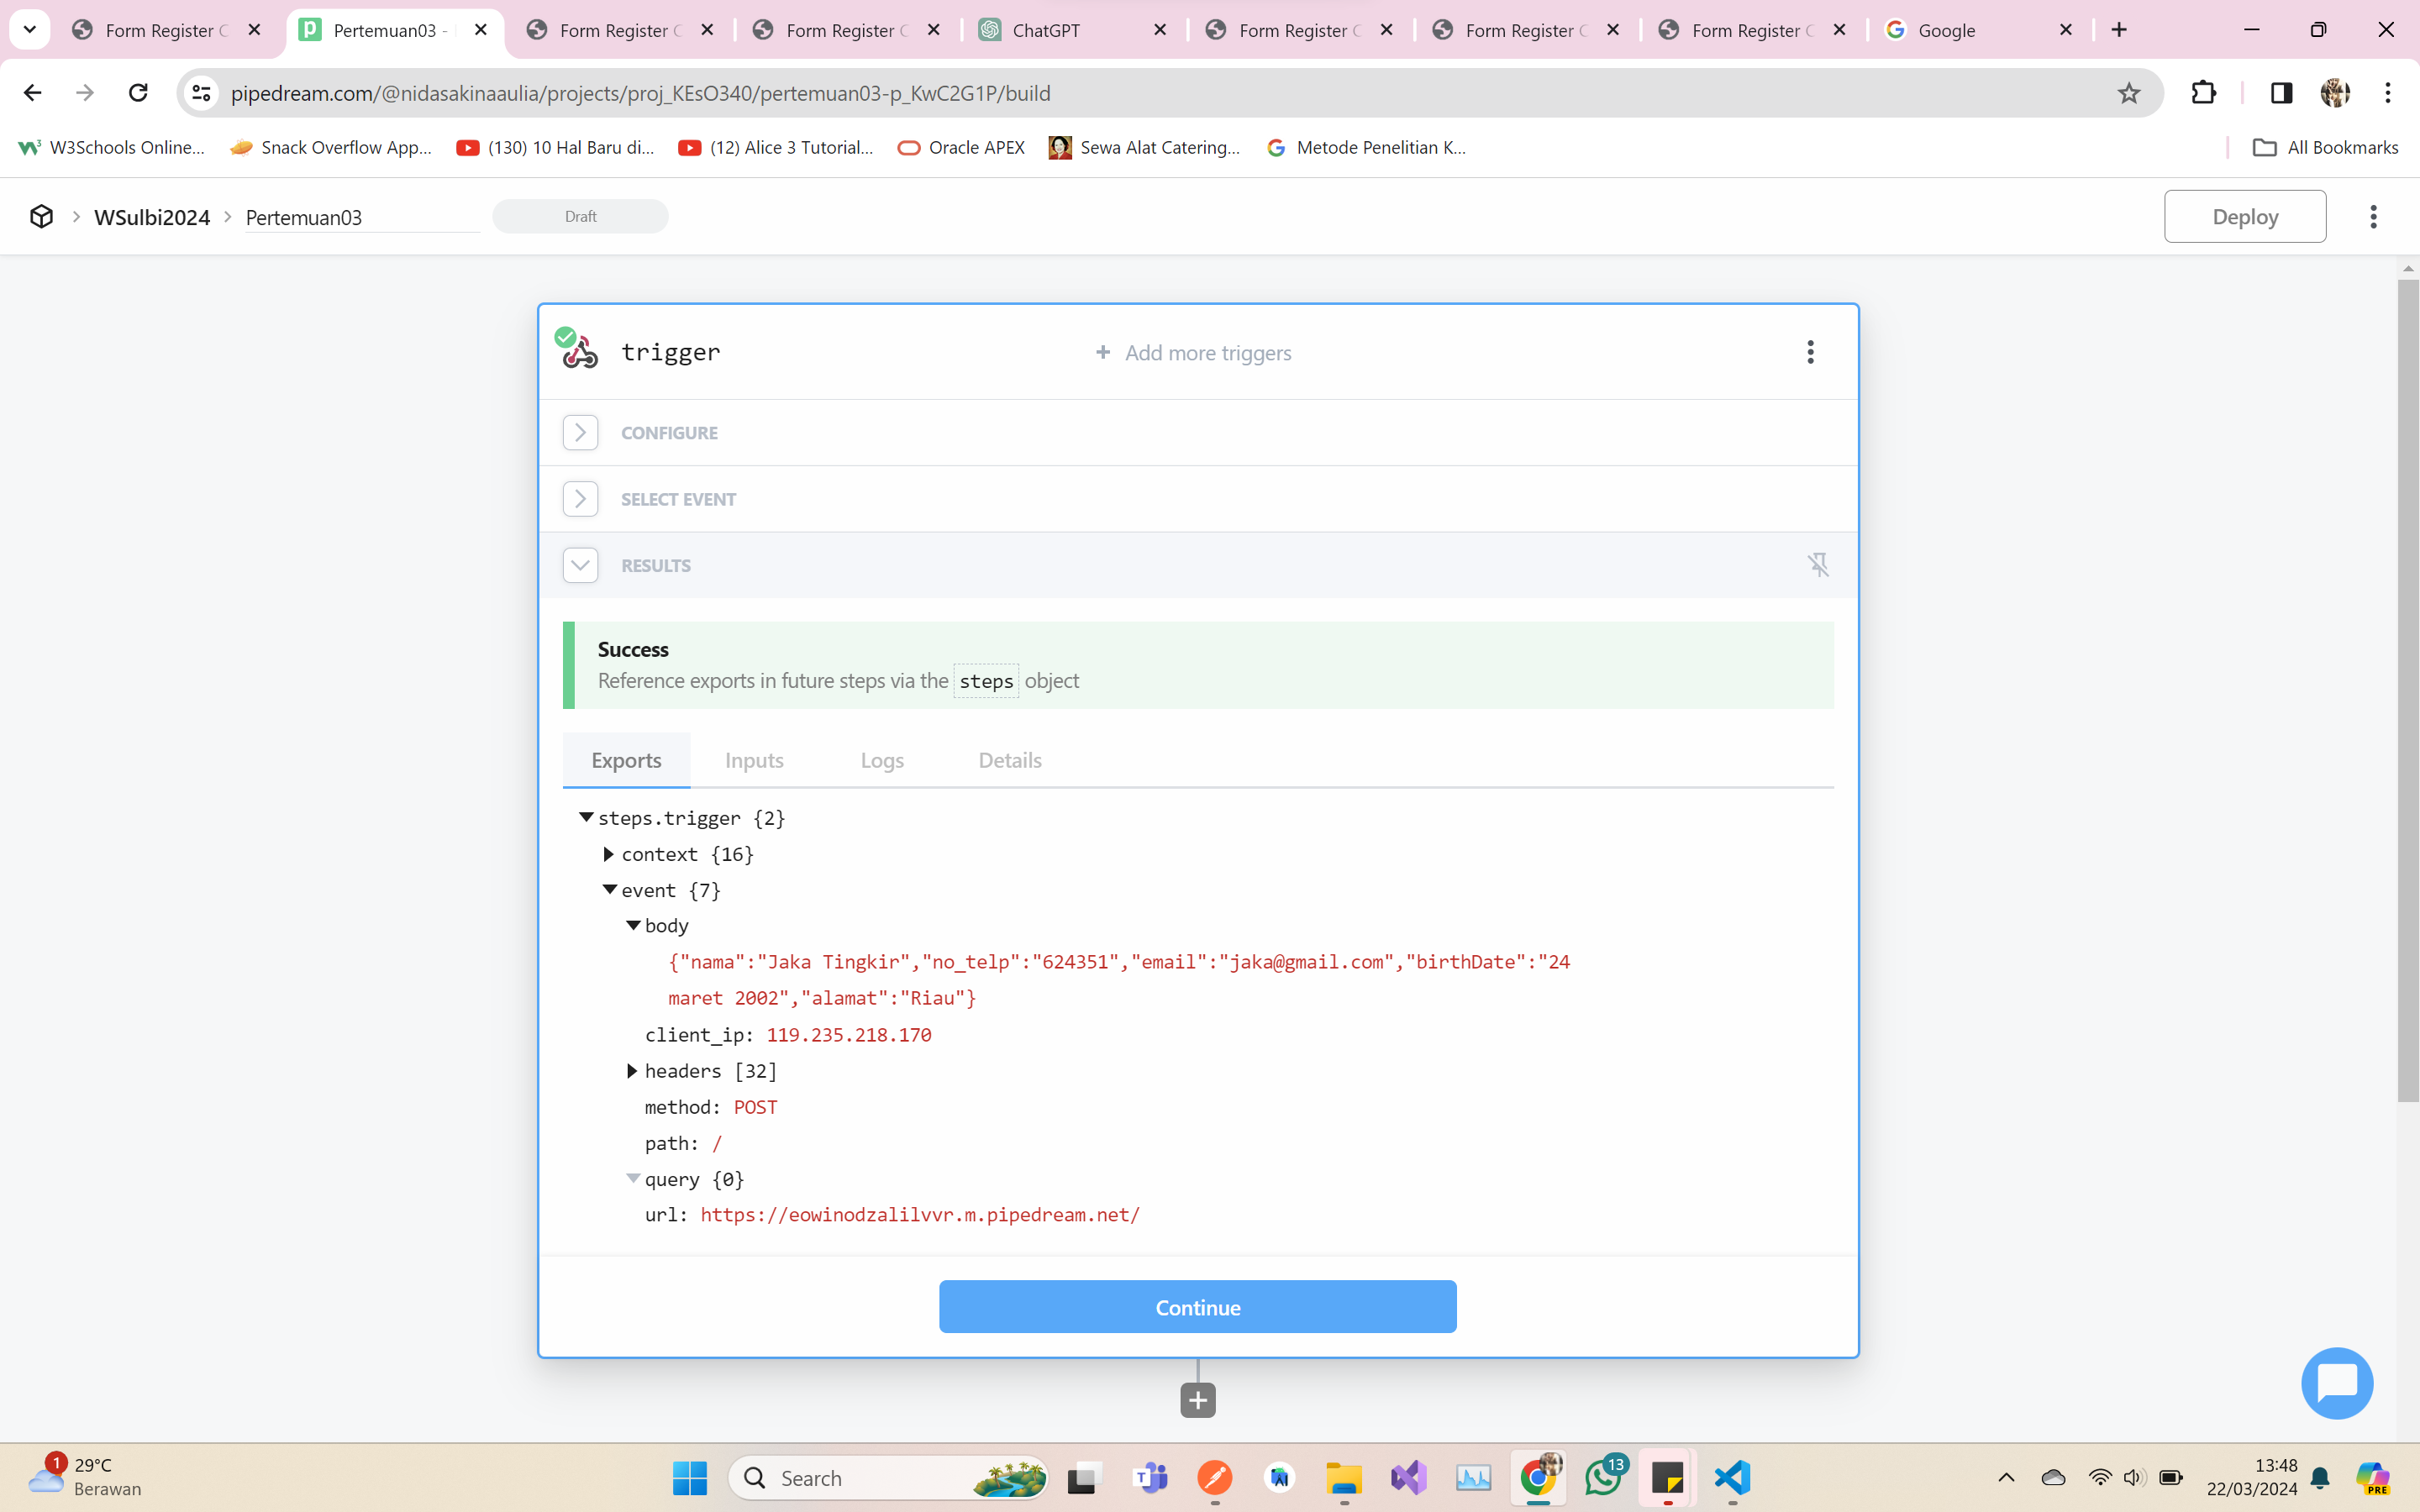 Form Register C
Pertemuan03 -
Form Register C
Form Register C
ChatGPT
Form Register C
Form Register C
Form Register C
Google
pipedream.com/@nidasakinaaulia/projects/proj_KEsO340/pertemuan03-p_KwC2G1P/build
W3Schools Online...
Snack Overflow App...
(130) 10 Hal Baru di...
(12) Alice 3 Tutorial...
Oracle APEX
Sewa Alat Catering...
Metode Penelitian K...
All Bookmarks
WSulbi2024
Pertemuan03
Draft
Deploy
trigger
+ Add more triggers
CONFIGURE
SELECT EVENT
RESULTS
Success
Reference exports in future steps via the steps object
Exports
Inputs
Logs
Details
steps.trigger {2}
context {16}
event {7}
body
{"nama":"Jaka Tingkir","no_telp":"624351","email":"jaka@gmail.com","birthDate":"24
maret 2002","alamat":"Riau"}
client_ip: 119.235.218.170
headers [32]
method: POST
path: /
query {0}
url: https://eowinodzalilvvr.m.pipedream.net/
Continue
1
29°C
Berawan
Search
13
13:48
22/03/2024
PRE